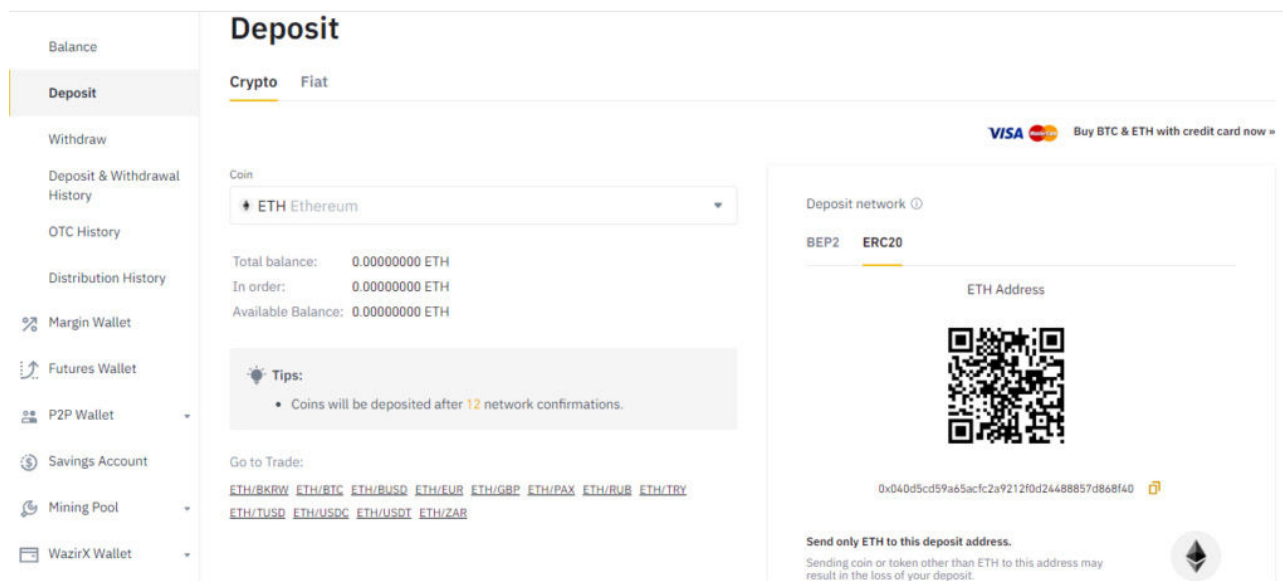 Deposit
Balance
Deposit
Withdraw
Deposit & Withdrawal
History
OTC History
Distribution History
Margin Wallet
Futures Wallet
P2P Wallet
Savings Account
Mining Pool
WazirX Wallet
Crypto Fiat
VISA MasterCard Buy BTC & ETH with credit card now »
Coin
ETH Ethereum
Total balance: 0.00000000 ETH
In order: 0.00000000 ETH
Available Balance: 0.00000000 ETH
Tips:
• Coins will be deposited after 12 network confirmations.
Go to Trade:
ETH/BKRW ETH/BTC ETH/BUSD ETH/EUR ETH/GBP ETH/PAX ETH/RUB ETH/TRY
ETH/TUSD ETH/USDC ETH/USDT ETH/ZAR
Deposit network
BEP2 ERC20
ETH Address
0x040d5cd59a65acfc2a9212f0d24488857d868f40
Send only ETH to this deposit address.
Sending coin or token other than ETH to this address may
result in the loss of your deposit.